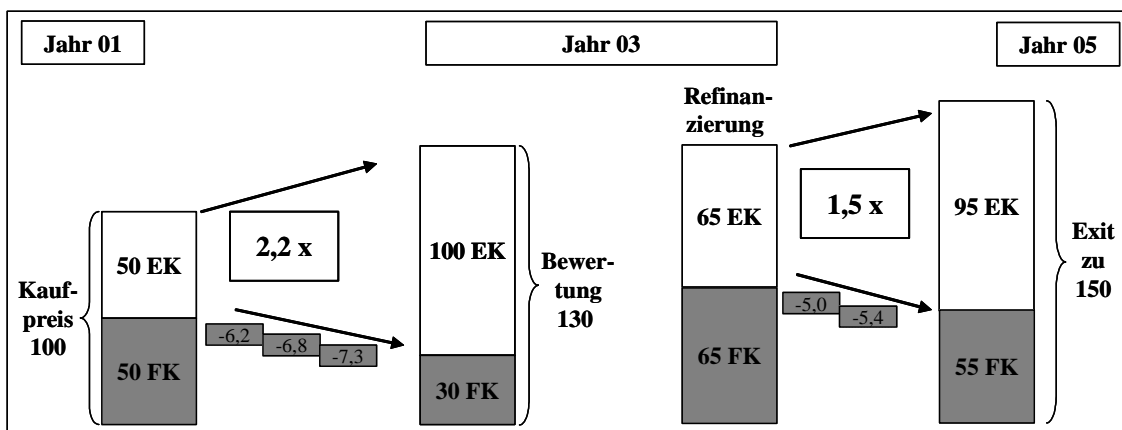 Jahr 01
Jahr 03
Jahr 05
Kauf-
preis
100
50 EK
50 FK
2,2 x
-6,2
-6,8
-7,3
100 EK
30 FK
Bewer-
tung
130
Refinan-
zierung
65 EK
65 FK
1,5 x
-5,0
-5,4
95 EK
55 FK
Exit
zu
150